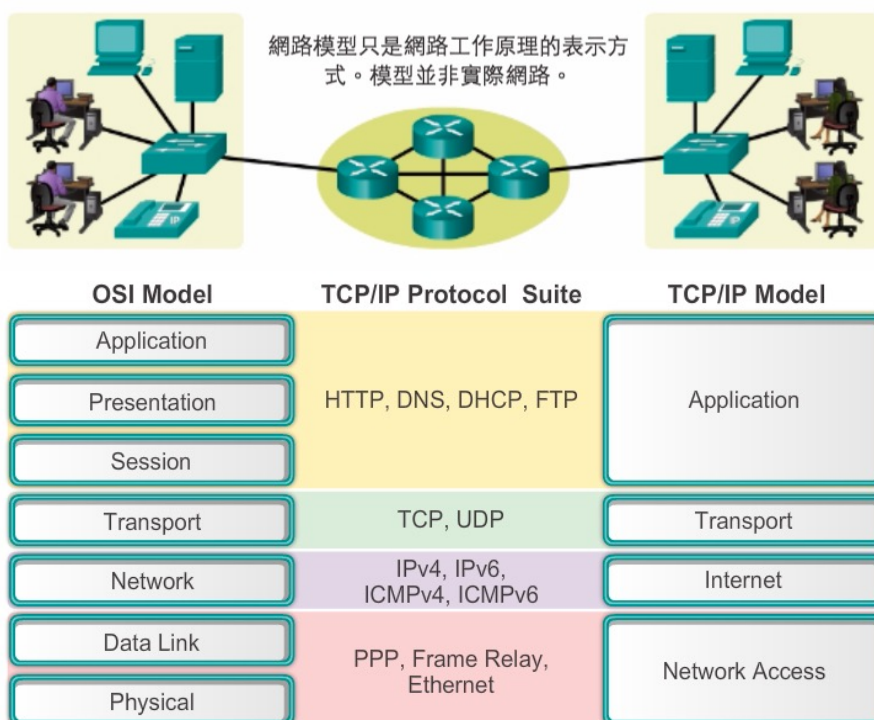 網路模型只是網路工作原理的表示方
式。模型並非實際網路。
IP
IP
OSI Model
TCP/IP Protocol Suite
TCP/IP Model
Application
Presentation
Session
HTTP, DNS, DHCP, FTP
Application
Transport
TCP, UDP
Transport
Network
IPv4, IPv6,
ICMPv4, ICMPv6
Internet
Data Link
Physical
PPP, Frame Relay,
Ethernet
Network Access